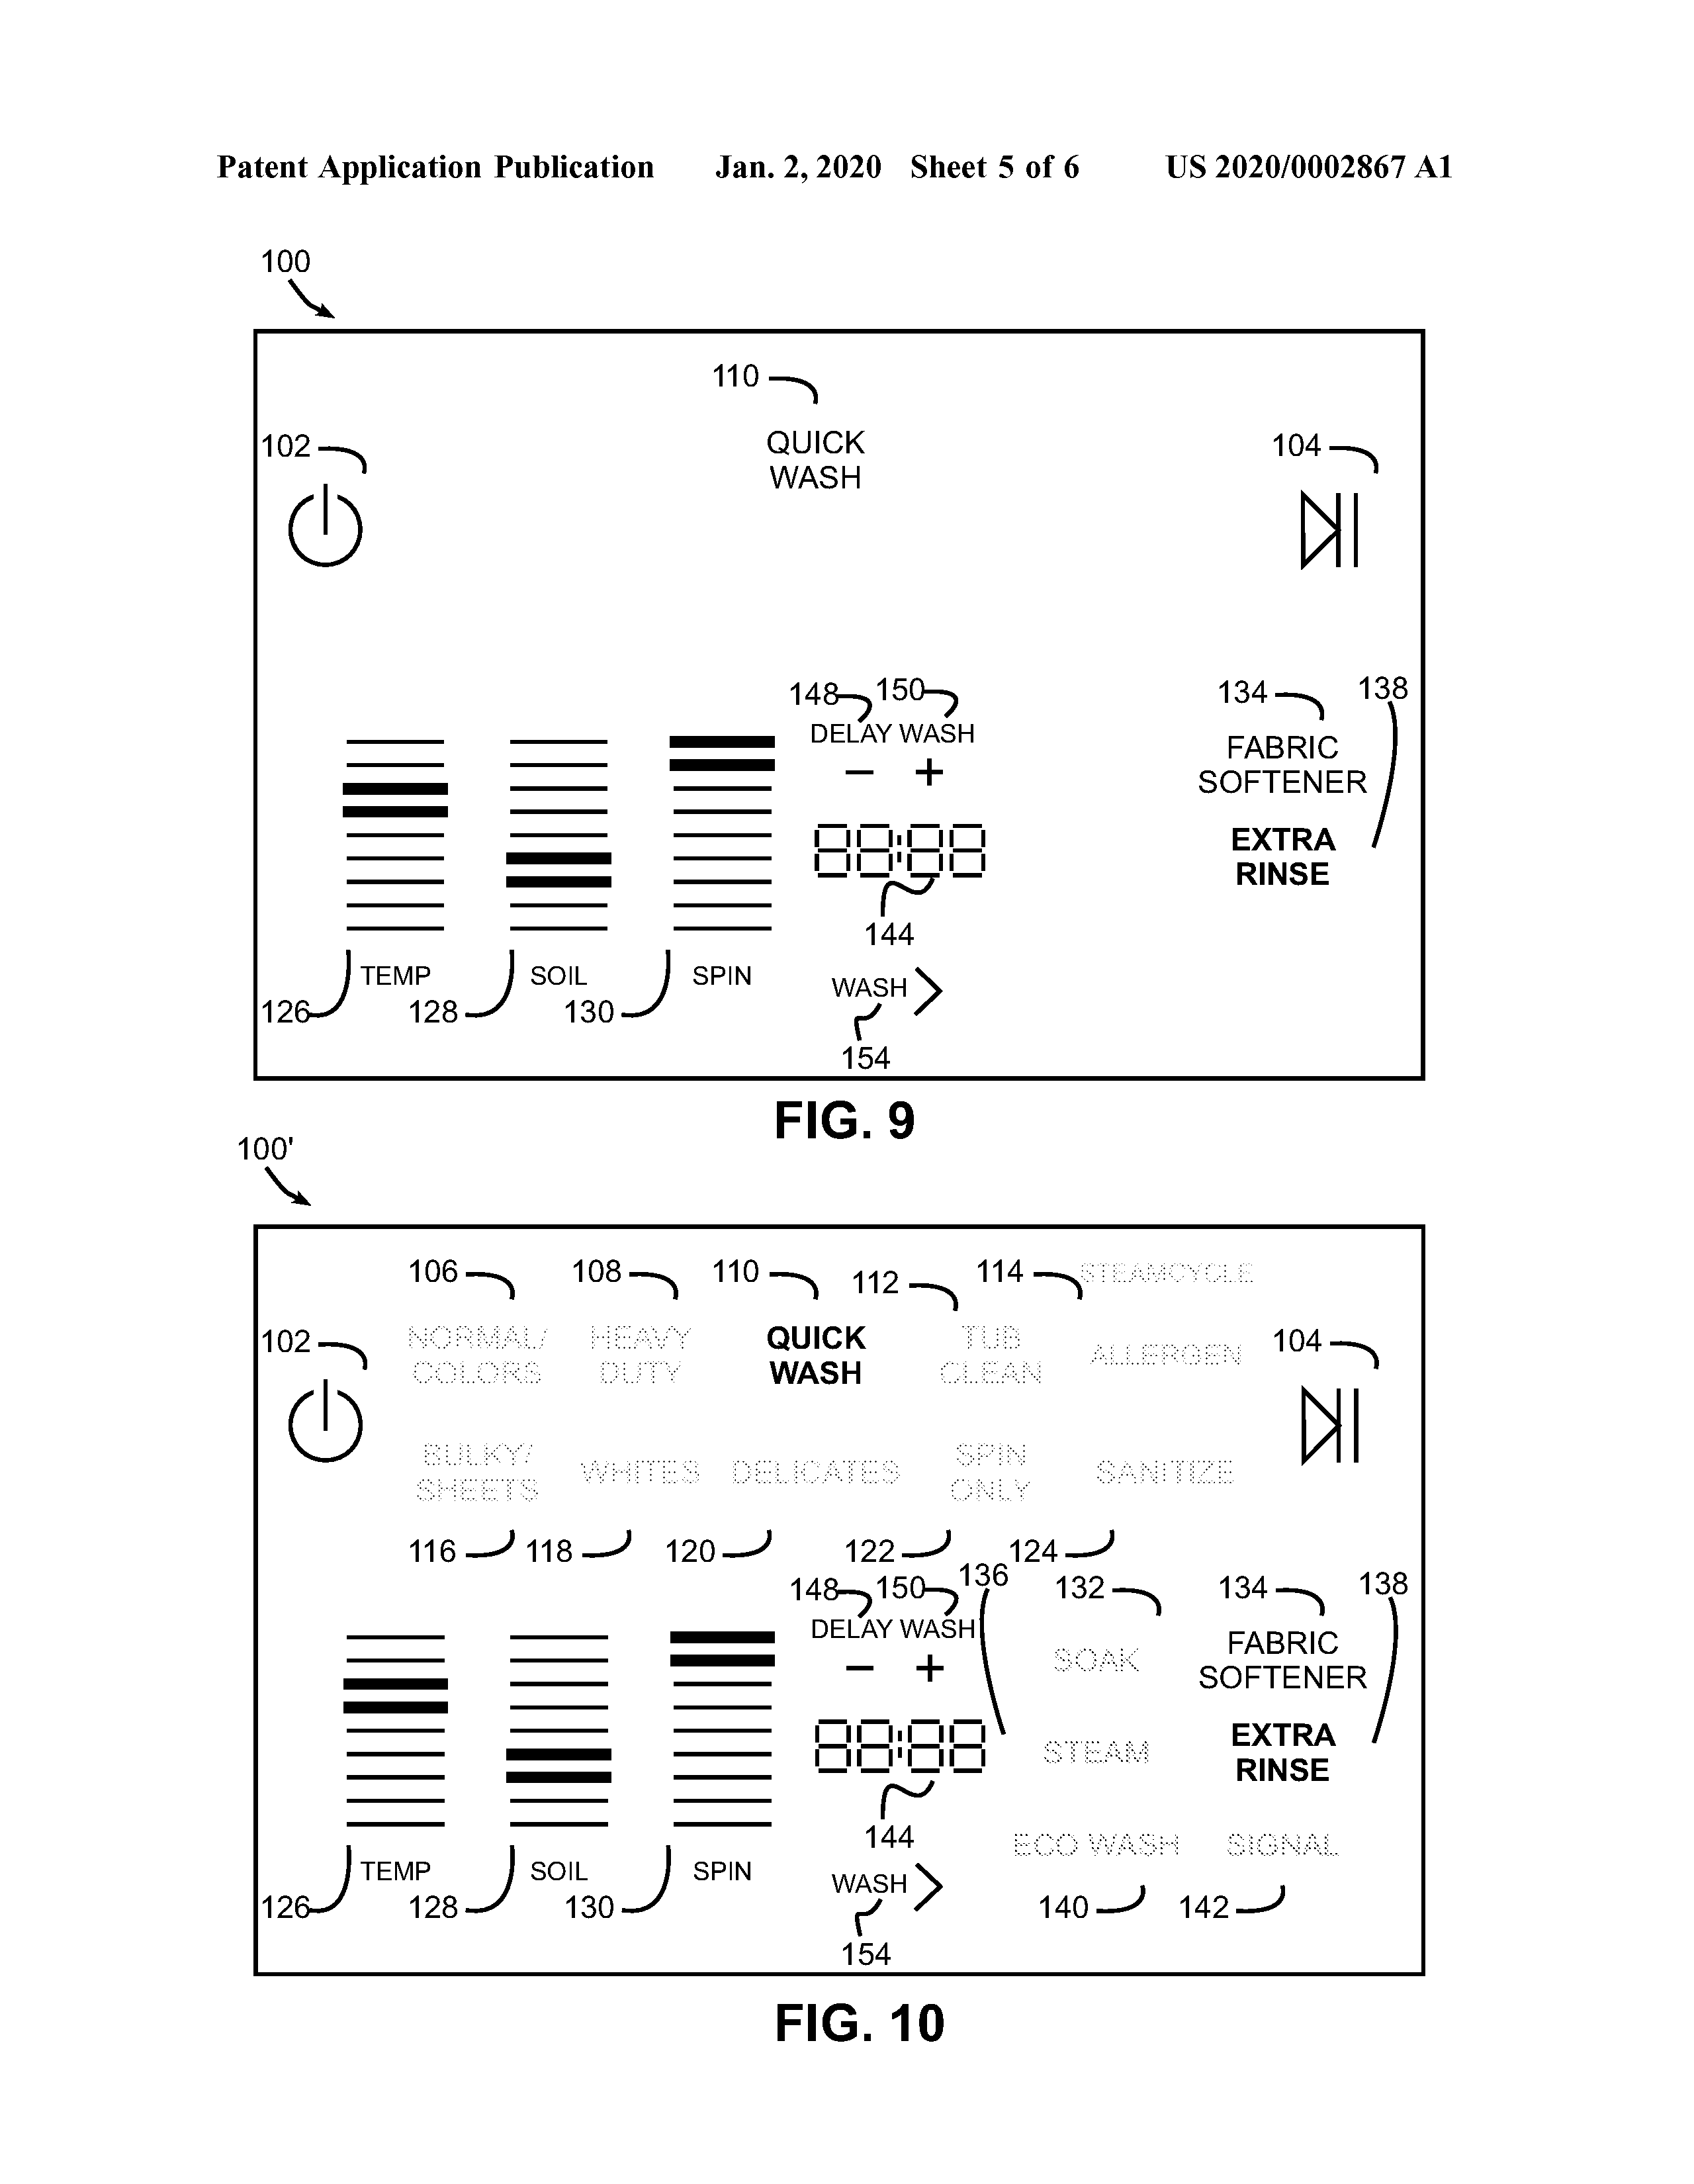 Patent Application Publication Jan. 2, 2020 Sheet 5 of 6 US 2020/0002867 A1
100
110
QUICK
WASH
102
104
148 150
134
138
DELAY WASH
− +
FABRIC
SOFTENER
88:88
EXTRA
RINSE
144
TEMP
SOIL
SPIN
WASH
126
128
130
154
FIG. 9
100'
106
108
110
112
114
STEAMCYCLE
102
NORMAL/
COLORS
HEAVY
DUTY
QUICK
WASH
TUB
CLEAN
ALLERGEN
104
BULKY/
SHEETS
WHITES
DELICATES
SPIN
ONLY
SANITIZE
116
118
120
122
124
148 150
136
132
134
138
DELAY WASH
− +
SOAK
FABRIC
SOFTENER
88:88
STEAM
EXTRA
RINSE
144
ECO WASH
SIGNAL
TEMP
SOIL
SPIN
WASH
126
128
130
140
142
154
FIG. 10